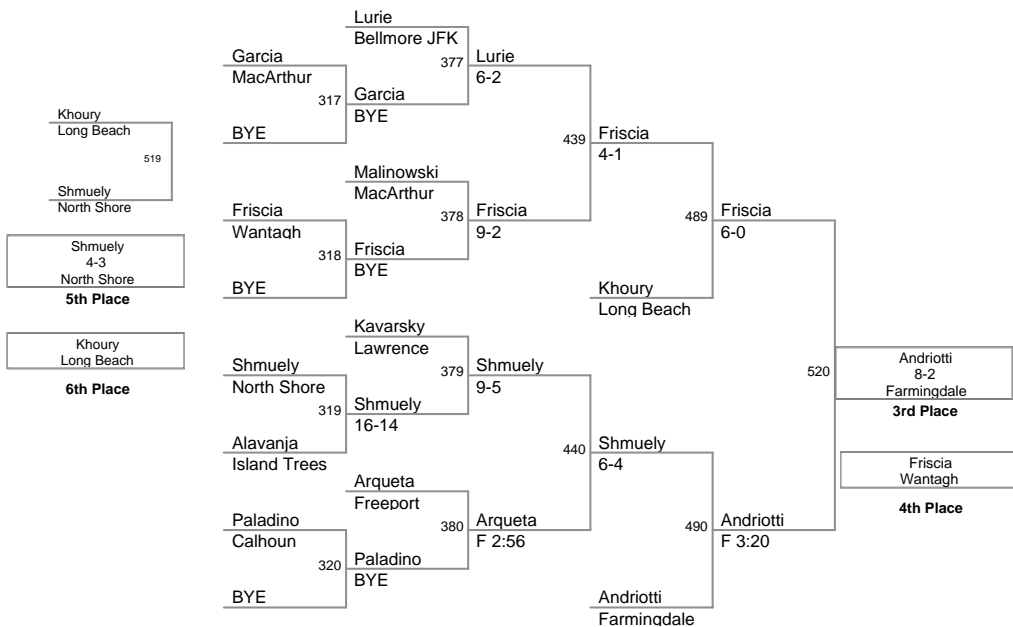 Lurie
Bellmore JFK
Garcia
MacArthur
377
Lurie
6-2
317
Garcia
BYE
BYE
Khoury
Long Beach
519
Shmuely
North Shore
439
Friscia
4-1
Malinowski
MacArthur
Friscia
Wantagh
378
Friscia
9-2
318
Friscia
BYE
BYE
489
Friscia
6-0
Khoury
Long Beach
Shmuely
4-3
North Shore
5th Place
Khoury
Long Beach
6th Place
Kavarsky
Lawrence
Shmuely
North Shore
379
Shmuely
9-5
319
Shmuely
16-14
Alavanja
Island Trees
440
Shmuely
6-4
Arqueta
Freeport
Paladino
Calhoun
380
Arqueta
F 2:56
320
Paladino
BYE
BYE
490
Andriotti
F 3:20
Andriotti
Farmingdale
520
Andriotti
8-2
Farmingdale
3rd Place
Friscia
Wantagh
4th Place